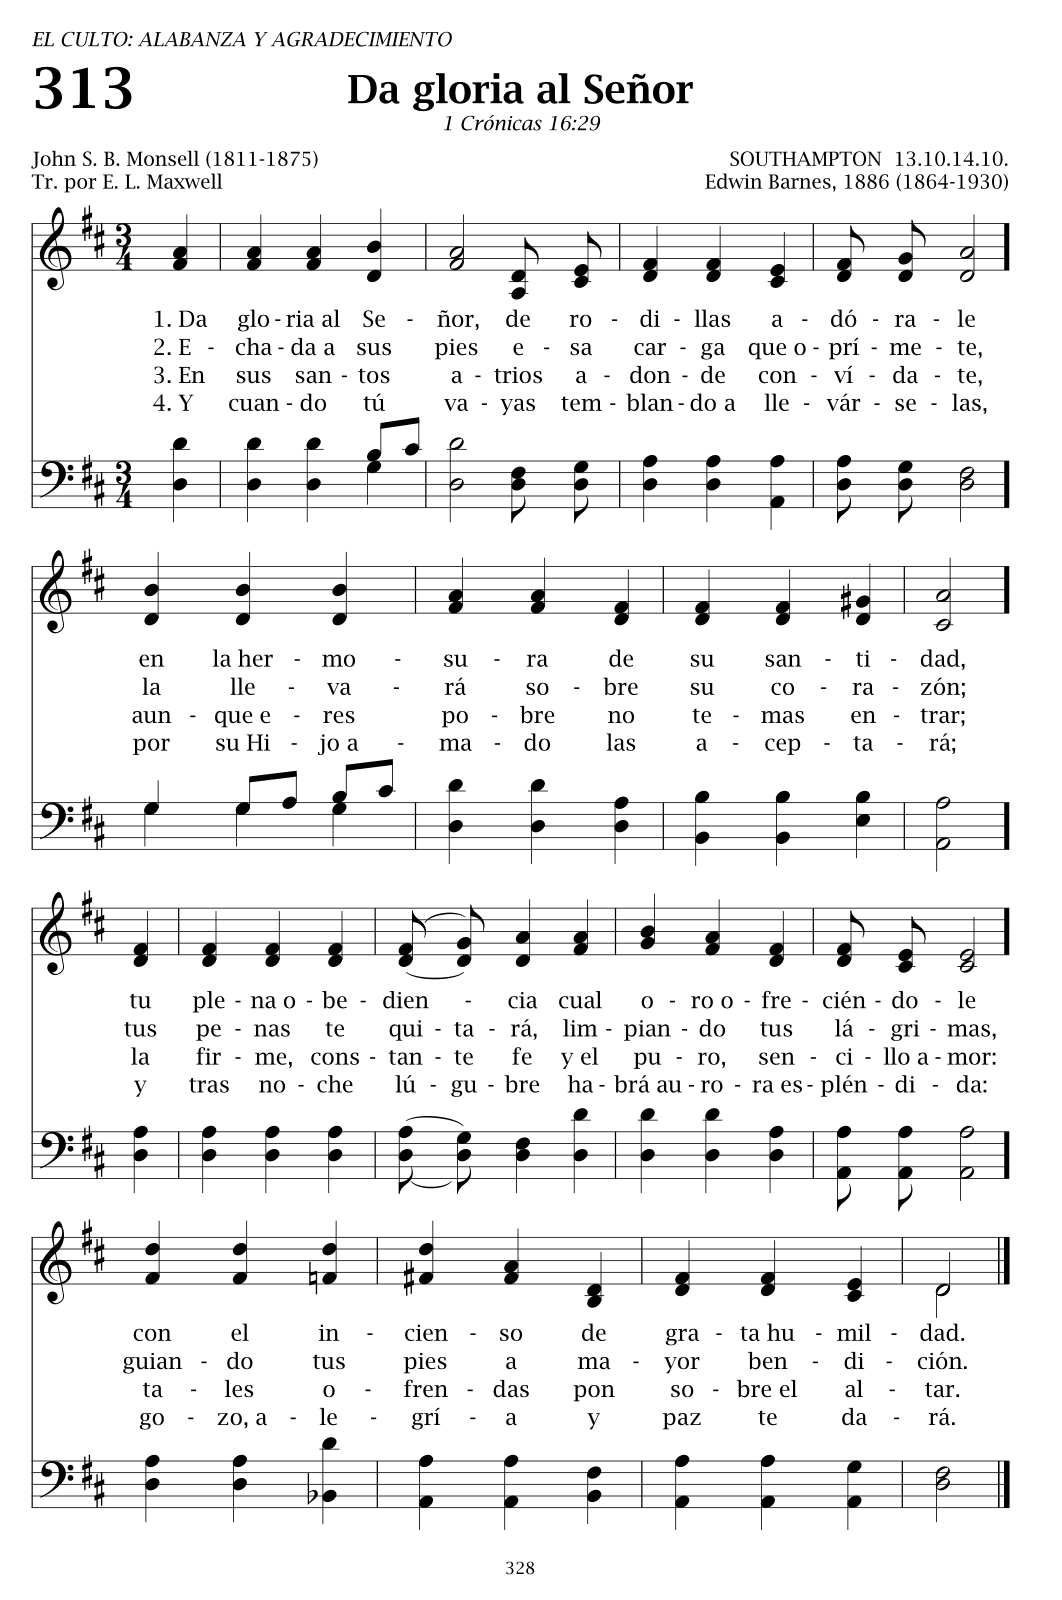 EL CULTO: ALABANZA Y AGRADECIMIENTO
313
Da gloria al Señor
1 Crónicas 16:29
John S. B. Monsell (1811-1875)
SOUTHAMPTON 13.10.14.10.
Tr. por E. L. Maxwell
Edwin Barnes, 1886 (1864-1930)
3 4
1. Da glo - ria al Se - ñor, de ro - di - llas a - dó - ra - le
2. E - cha - da a sus pies e - sa car - ga que o - prí - me - te,
3. En sus san - tos a - trios a - don - de con - ví - da - te,
4. Y cuan - do tú va - yas tem - blan - do a lle - vár - se - las,
3 4
en la her - mo - su - ra de su san - ti - dad,
la lle - va - rá so - bre su co - ra - zón;
aun - que e - res po - bre no te - mas en - trar;
por su Hi - jo a - ma - do las a - cep - ta - rá;
tu ple - na o - be - dien - cia cual o - ro o - fre - cién - do - le
tus pe - nas te qui - ta - rá, lim - pian - do tus lá - gri - mas,
la fir - me, cons - tan - te fe y el pu - ro, sen - ci - llo a - mor:
y tras no - che lú - gu - bre ha - brá au - ro - ra es - plén - di - da:
con el in - cien - so de gra - ta hu - mil - dad.
guian - do tus pies a ma - yor ben - di - ción.
ta - les o - fren - das pon so - bre el al - tar.
go - zo, a - le - grí - a y paz te da - rá.
328